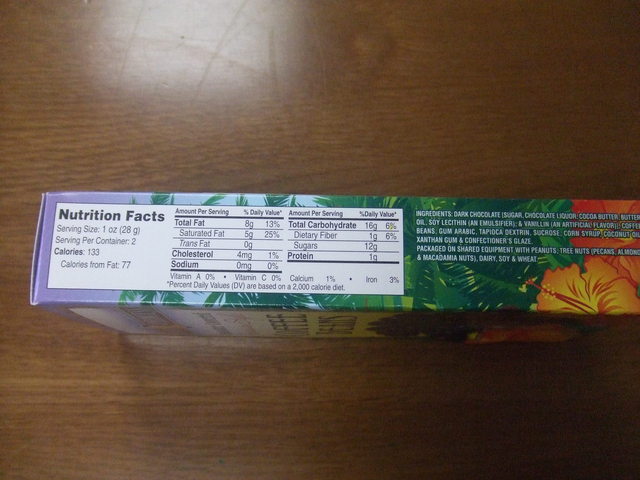 Nutrition Facts
Serving Size: 1 oz (28 g)
Serving Per Container: 2
Calories: 133
Calories from Fat: 77
Amount Per Serving % Daily Value*
Total Fat 8g 13%
Saturated Fat 5g 25%
Trans Fat 0g
Cholesterol 4mg 1%
Sodium 0mg 0%
Amount Per Serving %Daily Value*
Total Carbohydrate 16g 6%
Dietary Fiber 1g 6%
Sugars 12g
Protein 1g
Vitamin A 0% • Vitamin C 0% Calcium 1% • Iron 3%
*Percent Daily Values (DV) are based on a 2,000 calorie diet.
INGREDIENTS: DARK CHOCOLATE (SUGAR, CHOCOLATE LIQUOR, COCOA BUTTER, BUTTER
OIL, SOY LECITHIN (AN EMULSIFIER), & VANILLIN (AN ARTIFICIAL FLAVOR)), COFFEE
BEANS, GUM ARABIC, TAPIOCA DEXTRIN, SUCROSE, CORN SYRUP, COCONUT OIL
XANTHAN GUM & CONFECTIONER'S GLAZE.
PACKAGED ON SHARED EQUIPMENT WITH PEANUTS, TREE NUTS (PECANS, ALMOND
& MACADAMIA NUTS), DAIRY, SOY & WHEAT